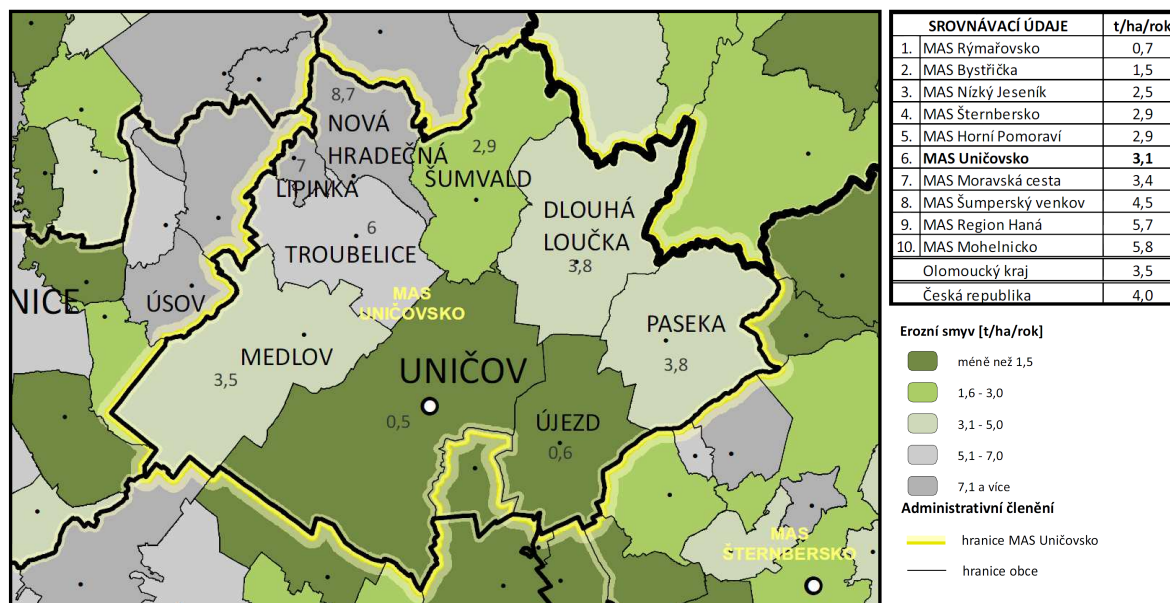 8,7
NOVÁ
HRADEČNÁ
7
LIPINKA
2,9
ŠUMVALD
6
TROUBELICE
DLOUHÁ
LOUČKA
3,8
NICE
ÚSOV
MAS
UNIČOVSKO
MEDLOV
3,5
PASEKA
3,8
UNIČOV
0,5
ÚJEZD
0,6
MAS
ŠTERNBERSKO
SROVNÁVACÍ ÚDAJE t/ha/rok
1. MAS Rýmařovsko 0,7
2. MAS Bystřička 1,5
3. MAS Nízký Jeseník 2,5
4. MAS Šternbersko 2,9
5. MAS Horní Pomoraví 2,9
6. MAS Uničovsko 3,1
7. MAS Moravská cesta 3,4
8. MAS Šumperský venkov 4,5
9. MAS Region Haná 5,7
10. MAS Mohelnicko 5,8
Olomoucký kraj 3,5
Česká republika 4,0
Erozní smyv [t/ha/rok]
méně než 1,5
1,6 - 3,0
3,1 - 5,0
5,1 - 7,0
7,1 a více
Administrativní členění
hranice MAS Uničovsko
hranice obce